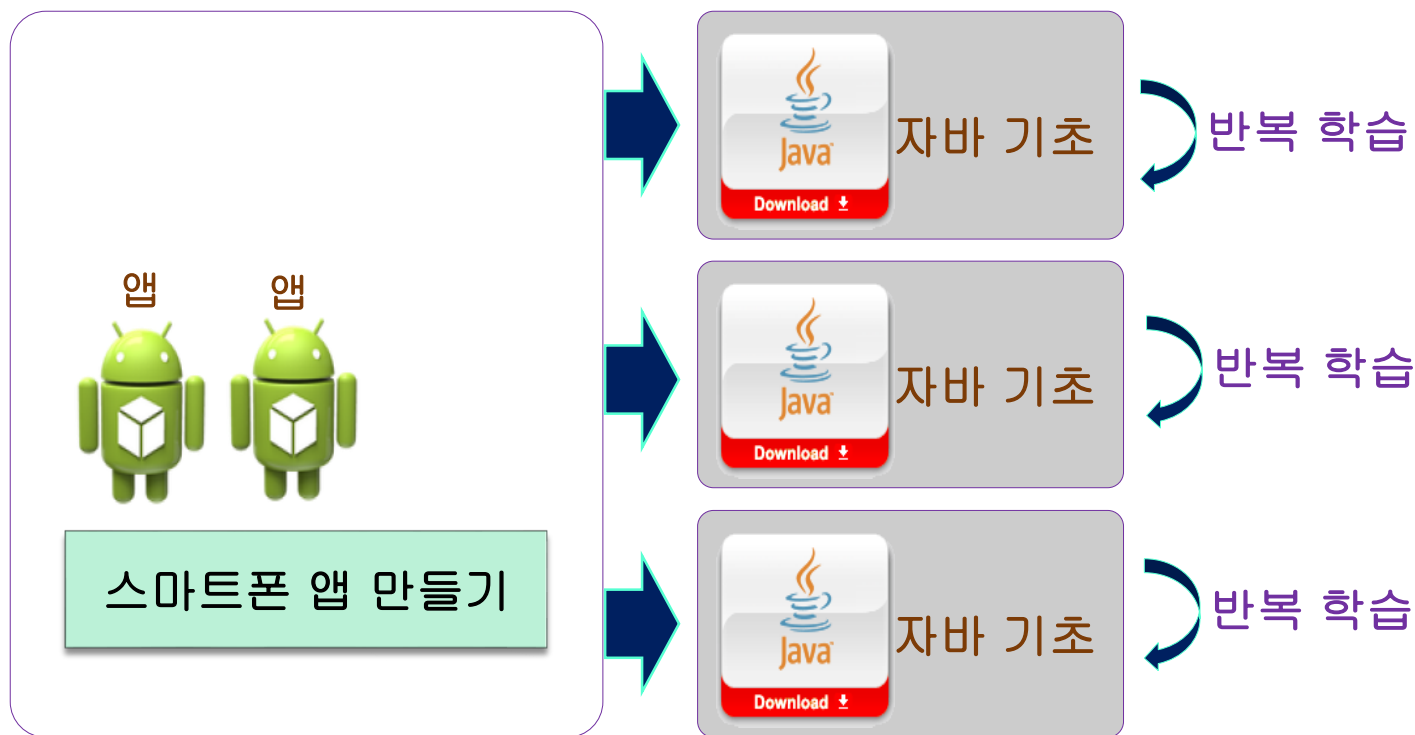 앱
앱
스마트폰 앱 만들기
Java
Download
자바 기초
반복 학습
Java
Download
자바 기초
반복 학습
Java
Download
자바 기초
반복 학습